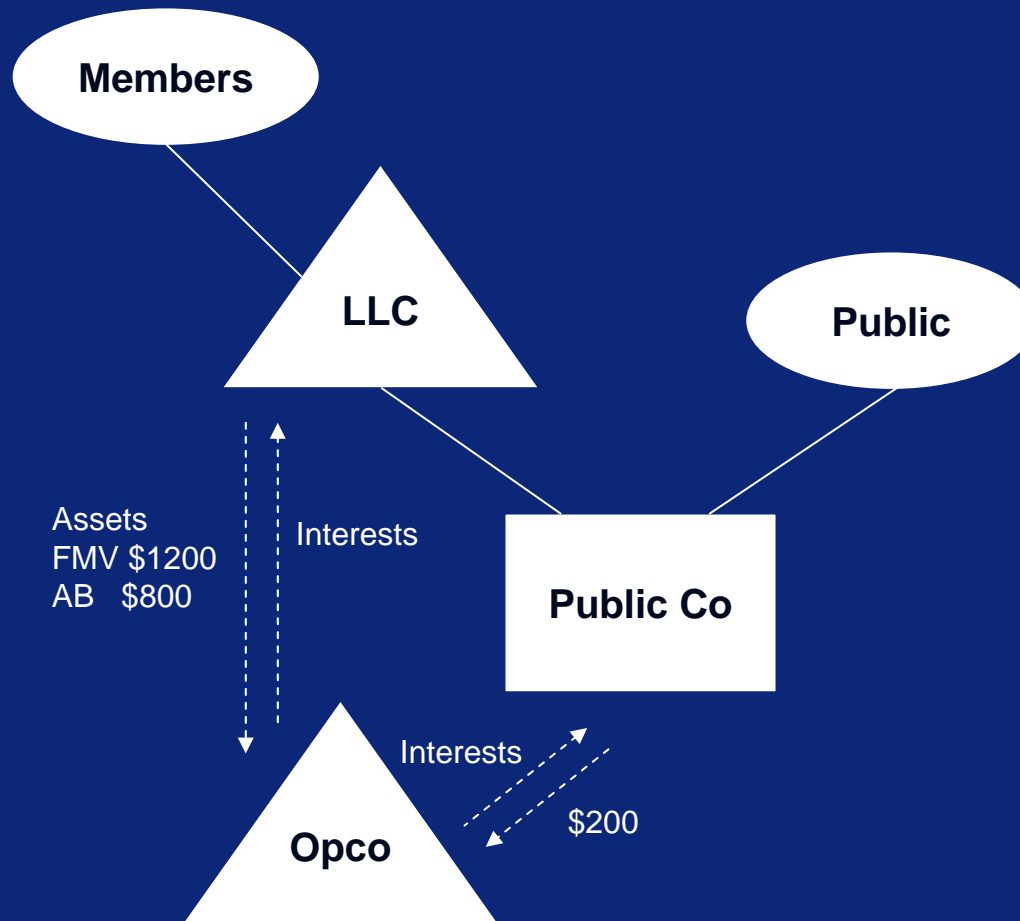 Members
LLC
Public
Assets
FMV $1200
AB $800
Interests
Public Co
Interests
$200
Opco